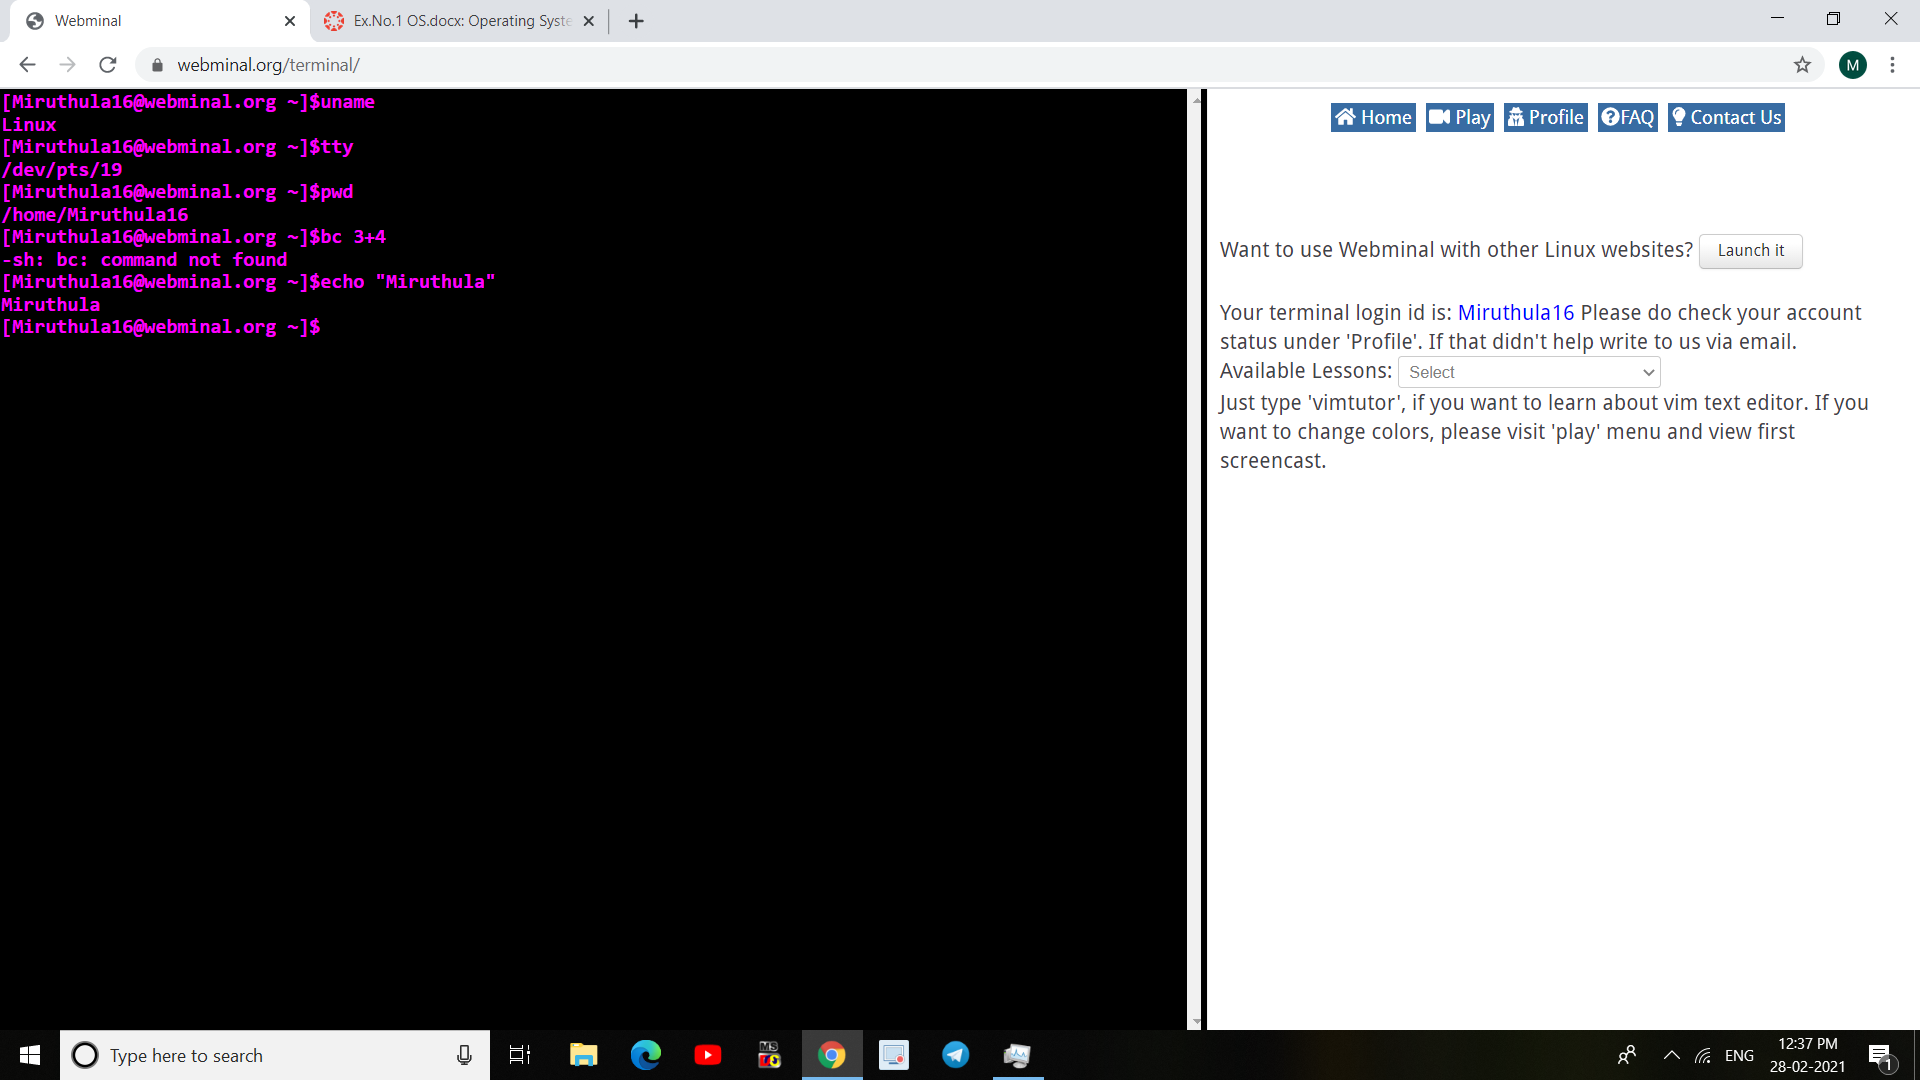 Webminal
Ex.No.1 OS.docx: Operating Syste
webminal.org/terminal/
M
[Miruthula16@webminal.org ~]$uname
Linux
[Miruthula16@webminal.org ~]$tty
/dev/pts/19
[Miruthula16@webminal.org ~]$pwd
/home/Miruthula16
[Miruthula16@webminal.org ~]$bc 3+4
-sh: bc: command not found
[Miruthula16@webminal.org ~]$echo "Miruthula"
Miruthula
[Miruthula16@webminal.org ~]$
Home Play Profile FAQ Contact Us
Want to use Webminal with other Linux websites? Launch it
Your terminal login id is: Miruthula16 Please do check your account
status under 'Profile'. If that didn't help write to us via email.
Available Lessons: Select
Just type 'vimtutor', if you want to learn about vim text editor. If you
want to change colors, please visit 'play' menu and view first
screencast.
Type here to search
MS
ENG
12:37 PM
28-02-2021
1